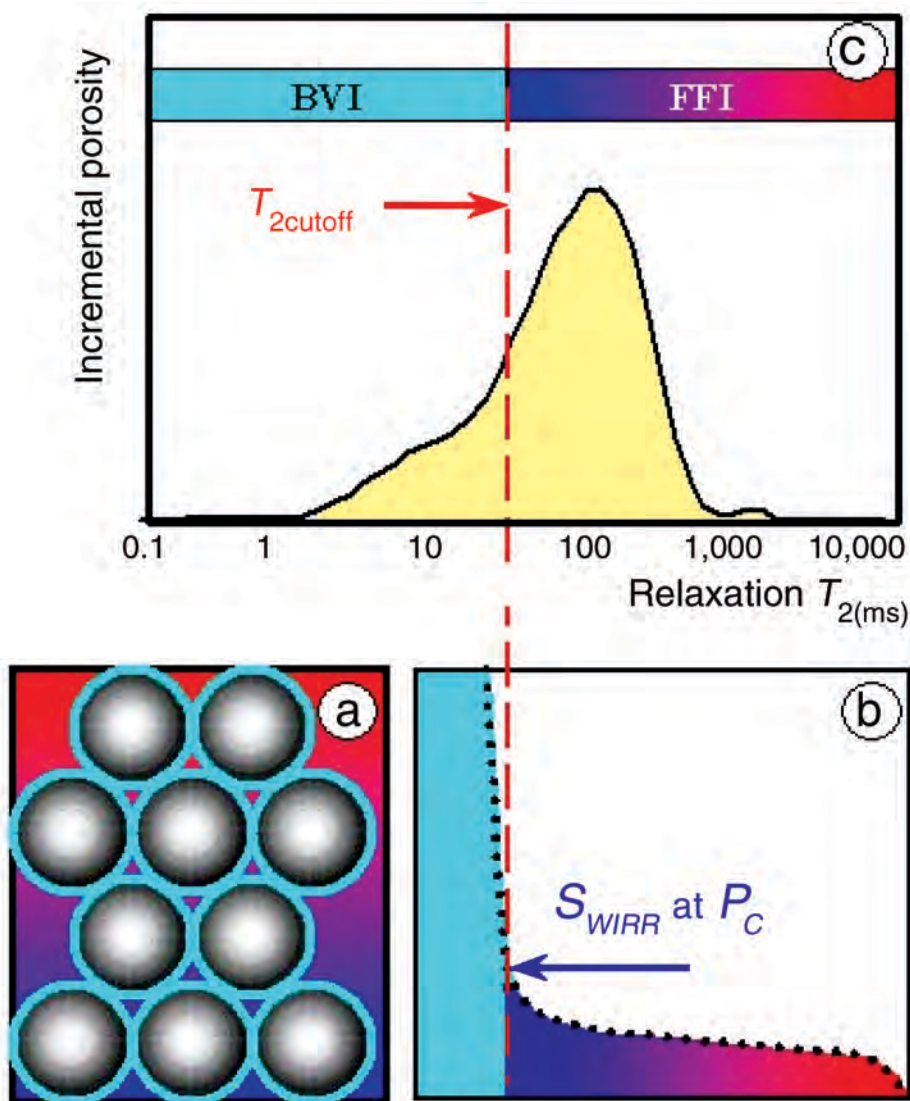 c
BVI FFI
Incremental porosity
T2cutoff
0.1 1 10 100 1,000 10,000
Relaxation T2(ms)
a
b
SWIRR at PC